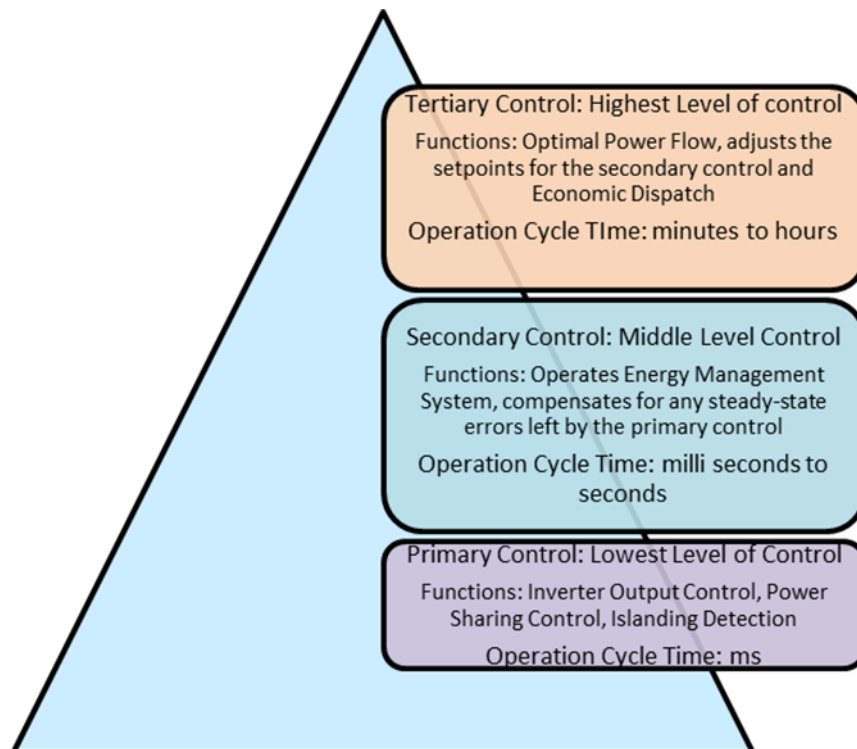 Tertiary Control: Highest Level of control
Functions: Optimal Power Flow, adjusts the
setpoints for the secondary control and
Economic Dispatch
Operation Cycle TIme: minutes to hours
Secondary Control: Middle Level Control
Functions: Operates Energy Management
System, compensates for any steady-state
errors left by the primary control
Operation Cycle Time: milli seconds to
seconds
Primary Control: Lowest Level of Control
Functions: Inverter Output Control, Power
Sharing Control, Islanding Detection
Operation Cycle Time: ms